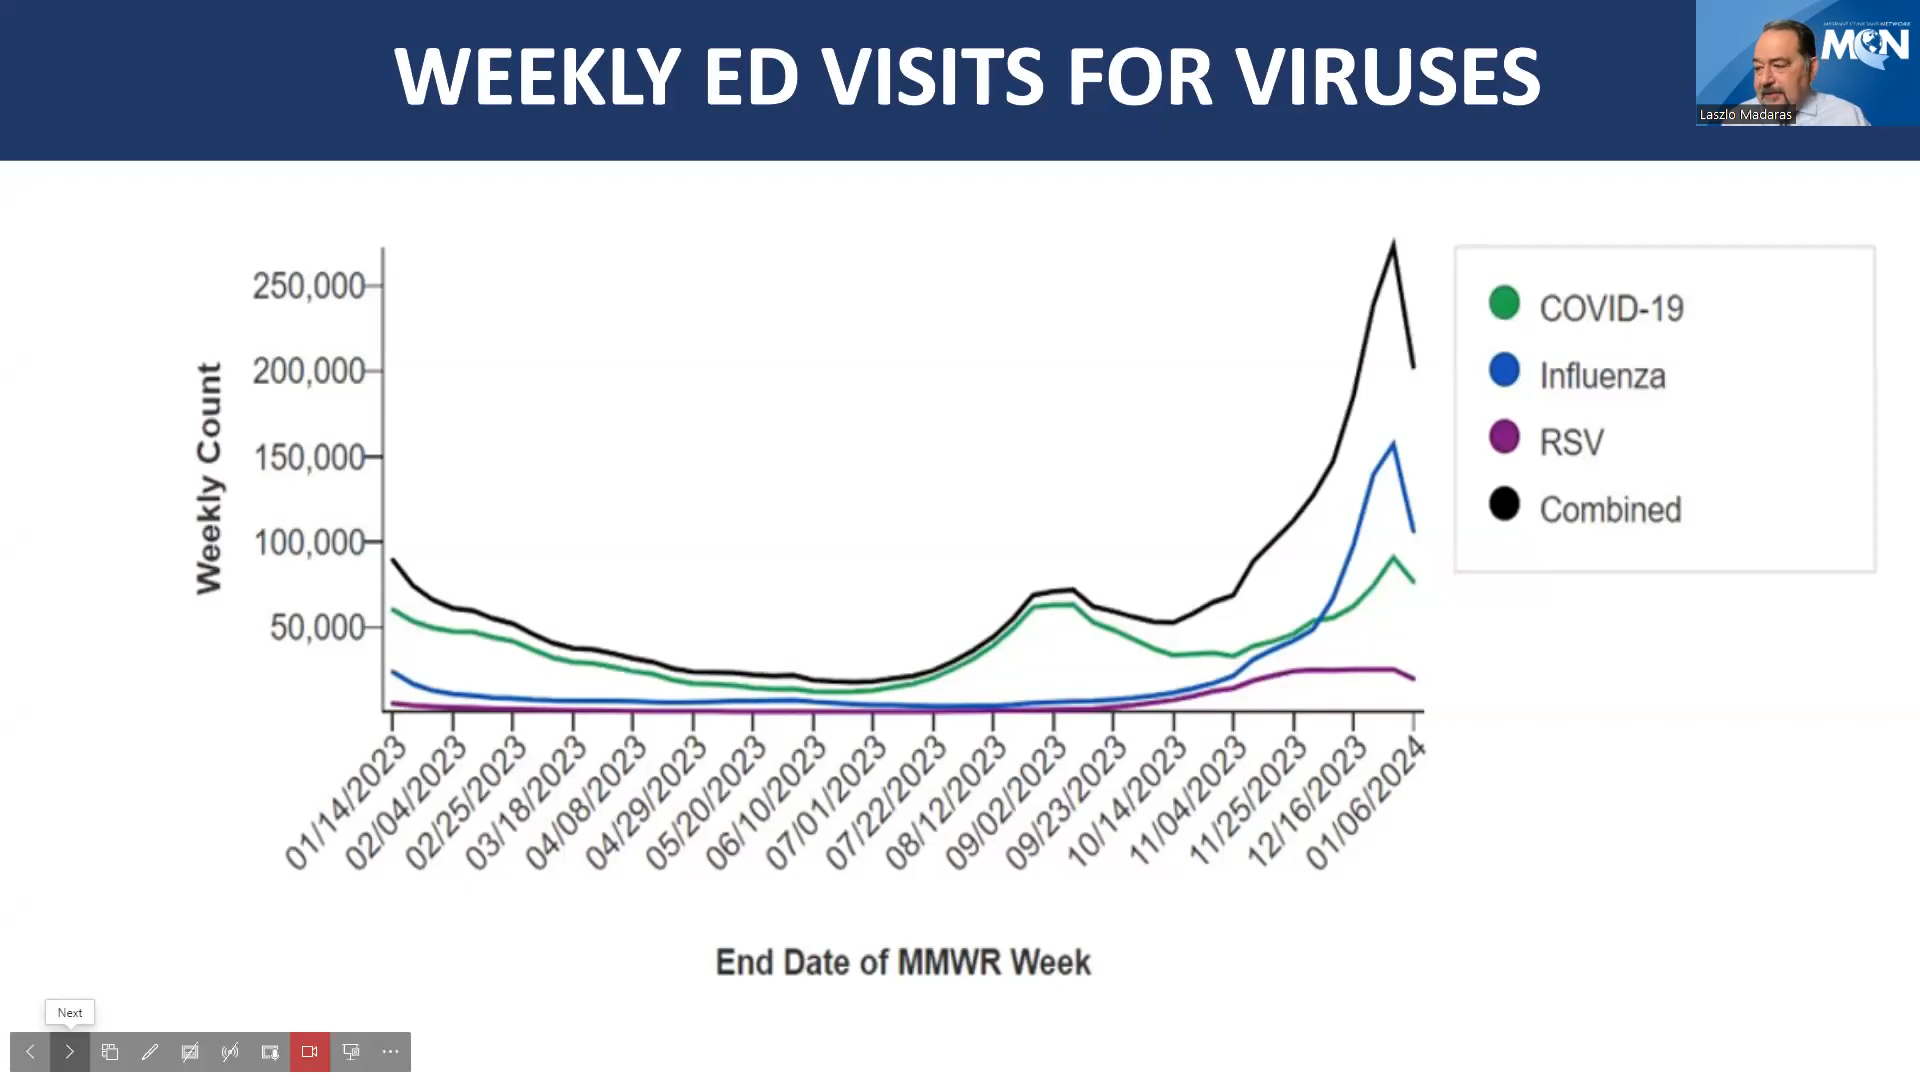 WEEKLY ED VISITS FOR VIRUSES
MIGRANT CLINICIANS NETWORK
MCN
Laszlo Madaras
Weekly Count
250,000
200,000
150,000
100,000
50,000
COVID-19
Influenza
RSV
Combined
01/14/2023
02/04/2023
02/25/2023
03/18/2023
04/08/2023
04/29/2023
05/20/2023
06/10/2023
07/01/2023
07/22/2023
08/12/2023
09/02/2023
09/23/2023
10/14/2023
11/04/2023
11/25/2023
12/16/2023
01/06/2024
End Date of MMWR Week
Next